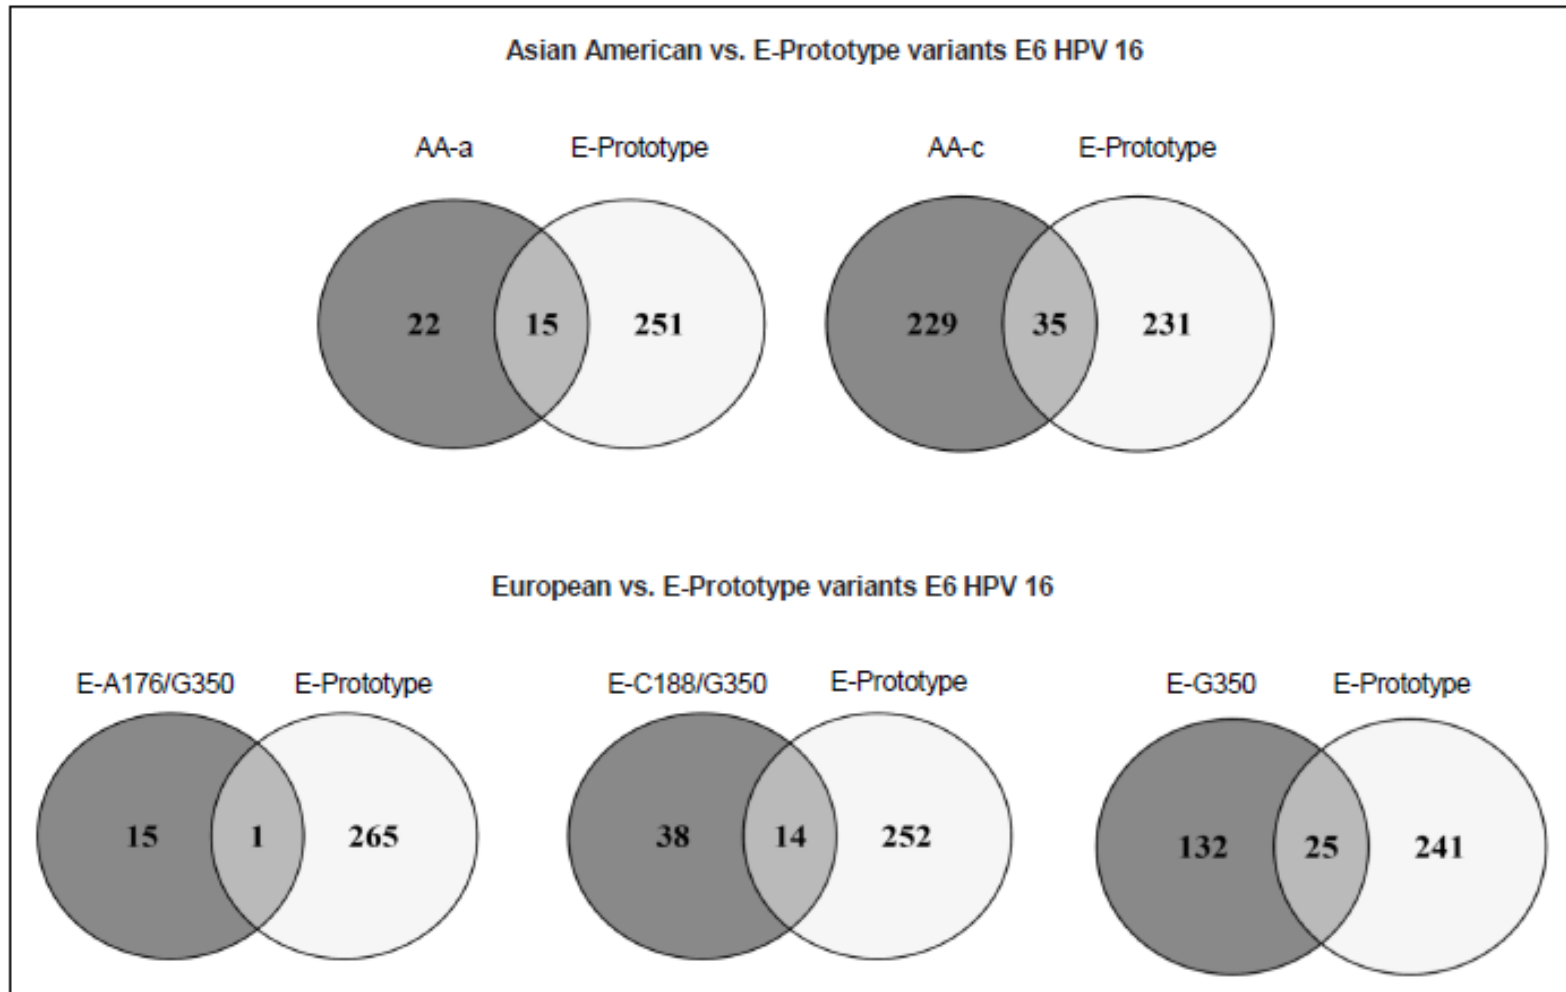 Asian American vs. E-Prototype variants E6 HPV 16
AA-a E-Prototype AA-c E-Prototype
22 15 251 229 35 231
European vs. E-Prototype variants E6 HPV 16
E-A176/G350 E-Prototype E-C188/G350 E-Prototype E-G350 E-Prototype
15 1 265 38 14 252 132 25 241